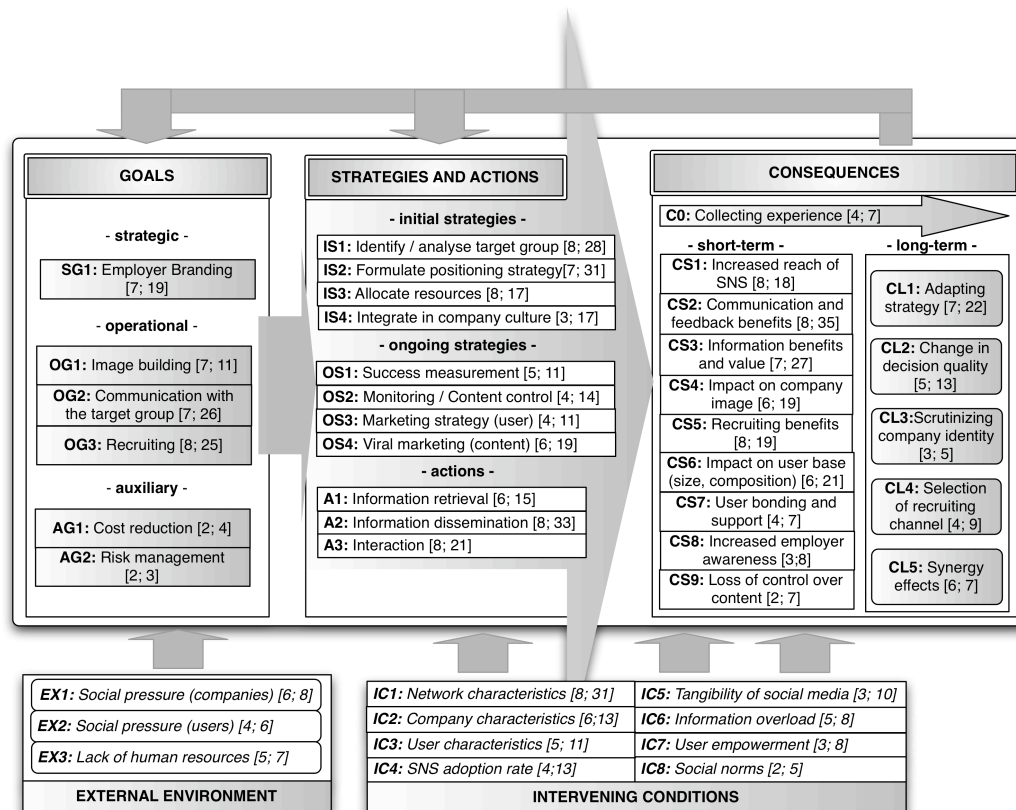 GOALS
- strategic -
SG1: Employer Branding
[7; 19]
- operational -
OG1: Image building [7; 11]
OG2: Communication with
the target group [7; 26]
OG3: Recruiting [8; 25]
- auxiliary -
AG1: Cost reduction [2; 4]
AG2: Risk management
[2; 3]
STRATEGIES AND ACTIONS
- initial strategies -
IS1: Identify / analyse target group [8; 28]
IS2: Formulate positioning strategy[7; 31]
IS3: Allocate resources [8; 17]
IS4: Integrate in company culture [3; 17]
- ongoing strategies -
OS1: Success measurement [5; 11]
OS2: Monitoring / Content control [4; 14]
OS3: Marketing strategy (user) [4; 11]
OS4: Viral marketing (content) [6; 19]
- actions -
A1: Information retrieval [6; 15]
A2: Information dissemination [8; 33]
A3: Interaction [8; 21]
CONSEQUENCES
C0: Collecting experience [4; 7]
- short-term -
CS1: Increased reach of
SNS [8; 18]
CS2: Communication and
feedback benefits [8; 35]
CS3: Information benefits
and value [7; 27]
CS4: Impact on company
image [6; 19]
CS5: Recruiting benefits
[8; 19]
CS6: Impact on user base
(size, composition) [6; 21]
CS7: User bonding and
support [4; 7]
CS8: Increased employer
awareness [3;8]
CS9: Loss of control over
content [2; 7]
- long-term -
CL1: Adapting
strategy [7; 22]
CL2: Change in
decision quality
[5; 13]
CL3:Scrutinizing
company identity
[3; 5]
CL4: Selection
of recruiting
channel [4; 9]
CL5: Synergy
effects [6; 7]
EX1: Social pressure (companies) [6; 8]
EX2: Social pressure (users) [4; 6]
EX3: Lack of human resources [5; 7]
EXTERNAL ENVIRONMENT
IC1: Network characteristics [8; 31]
IC2: Company characteristics [6;13]
IC3: User characteristics [5; 11]
IC4: SNS adoption rate [4;13]
IC5: Tangibility of social media [3; 10]
IC6: Information overload [5; 8]
IC7: User empowerment [3; 8]
IC8: Social norms [2; 5]
INTERVENING CONDITIONS